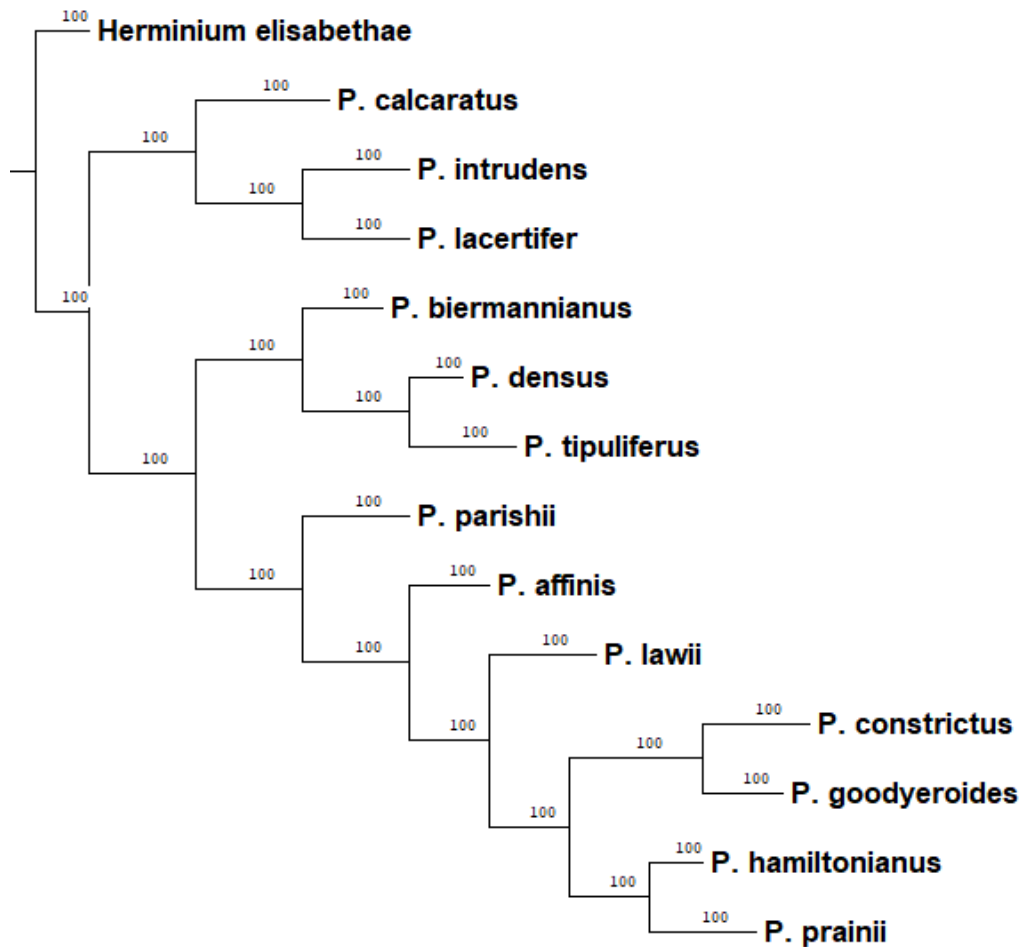 100
Herminium elisabethae
100
P. calcaratus
100
100
P. intrudens
100
100
P. lacertifer
100
100
P. biermannianus
100
100
P. densus
100
100
P. tipuliferus
100
100
P. parishii
100
100
P. affinis
100
100
P. lawii
100
100
P. constrictus
100
100
P. goodyeroides
100
100
P. hamiltonianus
100
100
P. prainii